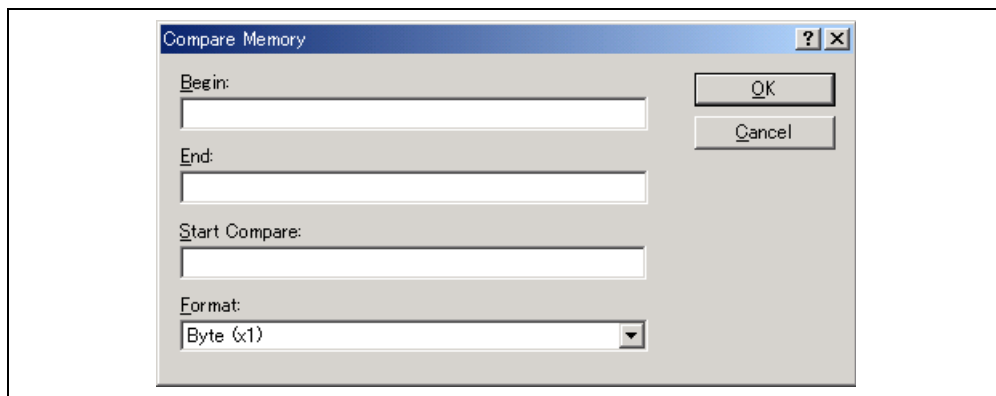 Compare Memory
Begin:
OK
Cancel
End:
Start Compare:
Format:
Byte (x1)